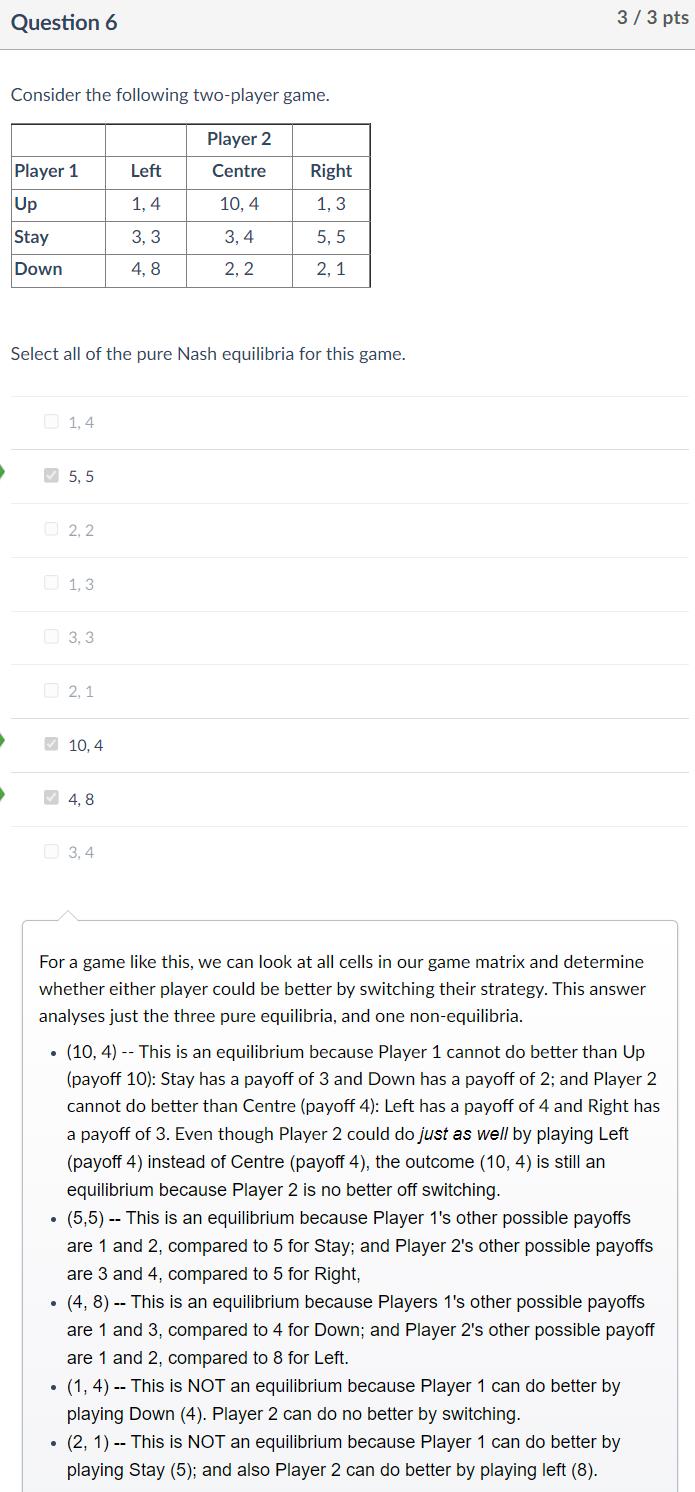 Question 6 3 / 3 pts
Consider the following two-player game.
Player 2
Player 1 Left Centre Right
Up 1, 4 10, 4 1, 3
Stay 3, 3 3, 4 5, 5
Down 4, 8 2, 2 2, 1
Select all of the pure Nash equilibria for this game.
1, 4
5, 5
2, 2
1, 3
3, 3
2, 1
10, 4
4, 8
3, 4
For a game like this, we can look at all cells in our game matrix and determine
whether either player could be better by switching their strategy. This answer
analyses just the three pure equilibria, and one non-equilibria.
• (10, 4) -- This is an equilibrium because Player 1 cannot do better than Up
(payoff 10): Stay has a payoff of 3 and Down has a payoff of 2; and Player 2
cannot do better than Centre (payoff 4): Left has a payoff of 4 and Right has
a payoff of 3. Even though Player 2 could do just as well by playing Left
(payoff 4) instead of Centre (payoff 4), the outcome (10, 4) is still an
equilibrium because Player 2 is no better off switching.
• (5,5) -- This is an equilibrium because Player 1's other possible payoffs
are 1 and 2, compared to 5 for Stay; and Player 2's other possible payoffs
are 3 and 4, compared to 5 for Right,
• (4, 8) -- This is an equilibrium because Players 1's other possible payoffs
are 1 and 3, compared to 4 for Down; and Player 2's other possible payoff
are 1 and 2, compared to 8 for Left.
• (1, 4) -- This is NOT an equilibrium because Player 1 can do better by
playing Down (4). Player 2 can do no better by switching.
• (2, 1) -- This is NOT an equilibrium because Player 1 can do better by
playing Stay (5); and also Player 2 can do better by playing left (8).